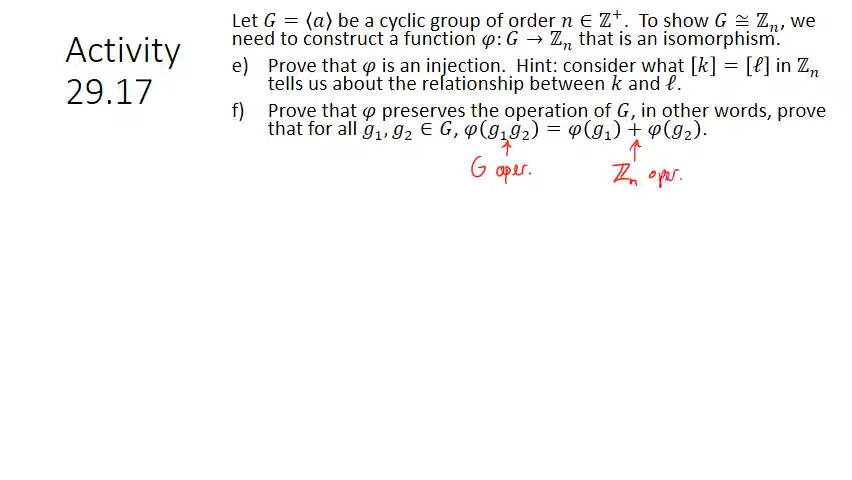 Activity
29.17
Let G = ⟨a⟩ be a cyclic group of order n ∈ ℤ⁺. To show G ≅ ℤₙ, we
need to construct a function φ: G → ℤₙ that is an isomorphism.
e) Prove that φ is an injection. Hint: consider what [k] = [ℓ] in ℤₙ
tells us about the relationship between k and ℓ.
f) Prove that φ preserves the operation of G, in other words, prove
that for all g₁, g₂ ∈ G, φ(g₁g₂) = φ(g₁) + φ(g₂).
G oper. ℤₙ oper.